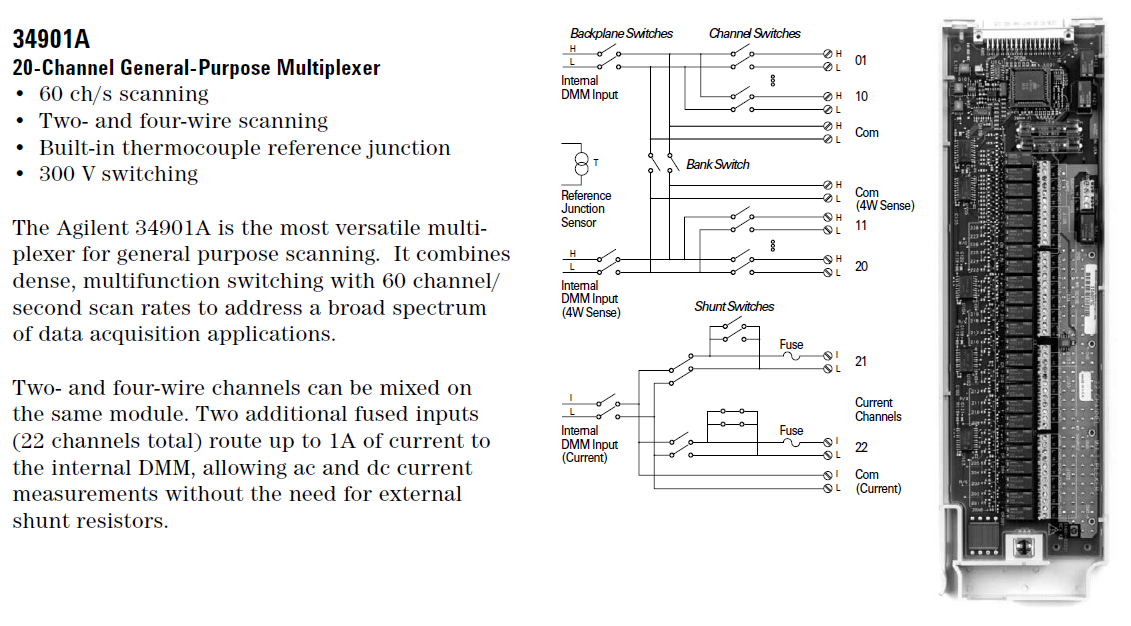 34901A
20-Channel General-Purpose Multiplexer
• 60 ch/s scanning
• Two- and four-wire scanning
• Built-in thermocouple reference junction
• 300 V switching
The Agilent 34901A is the most versatile multi-
plexer for general purpose scanning. It combines
dense, multifunction switching with 60 channel/
second scan rates to address a broad spectrum
of data acquisition applications.
Two- and four-wire channels can be mixed on
the same module. Two additional fused inputs
(22 channels total) route up to 1A of current to
the internal DMM, allowing ac and dc current
measurements without the need for external
shunt resistors.
Backplane Switches Channel Switches
H
L
Internal
DMM Input
H 01
L
H 10
L
H Com
L
T
Reference
Junction
Sensor
Bank Switch
H Com
L (4W Sense)
H 11
L
H
L
Internal
DMM Input
(4W Sense)
H 20
L
Shunt Switches
Fuse
I 21
L
I
L
Internal
DMM Input
(Current)
Current
Channels
Fuse
I 22
L
I Com
L (Current)